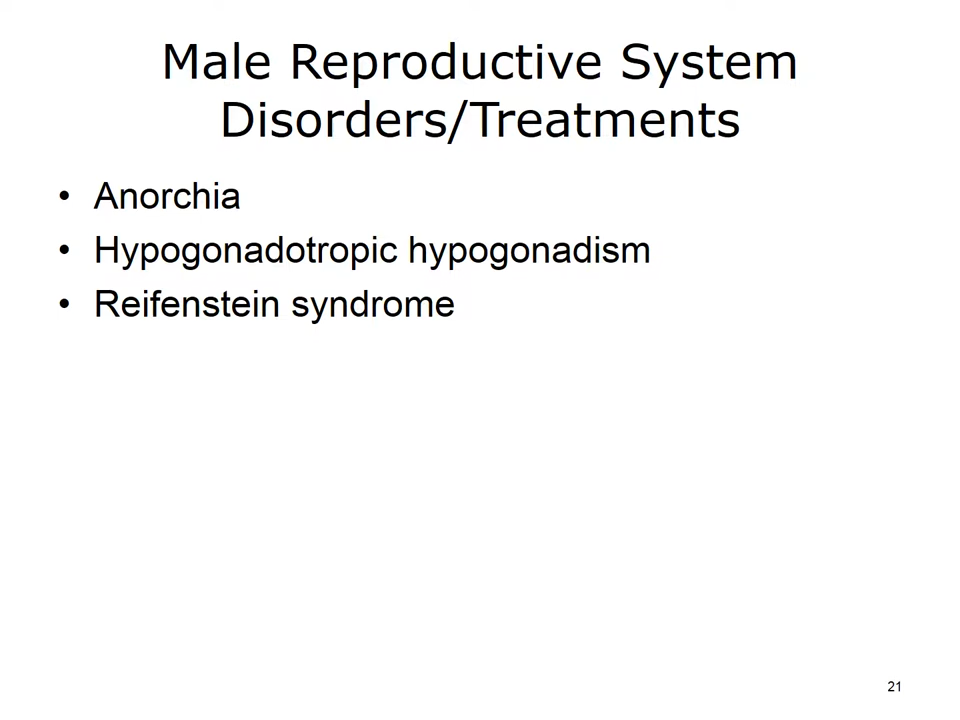 Male Reproductive System
Disorders/Treatments
• Anorchia
• Hypogonadotropic hypogonadism
• Reifenstein syndrome
21